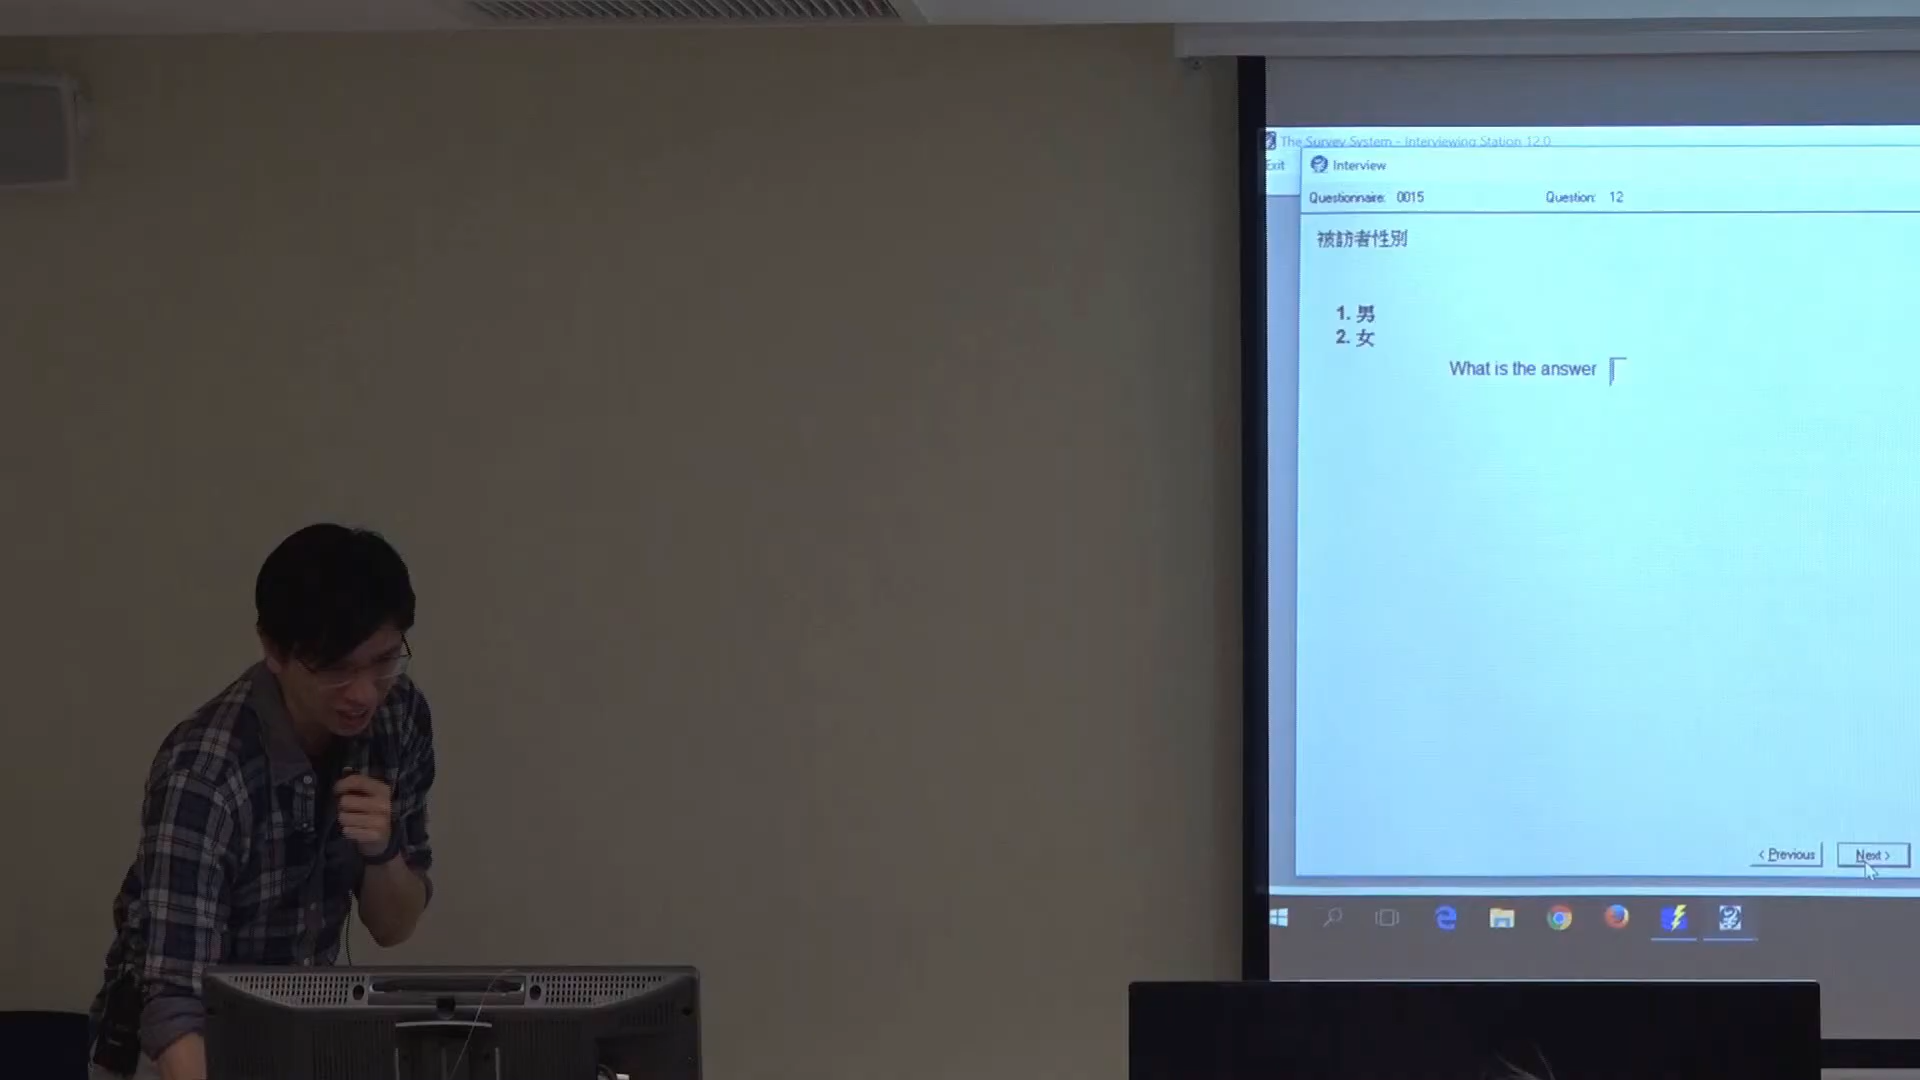 The Survey System - Interviewing Station 12.0
Exit
Interview
Questionnaire: 0015 Question: 12
被訪者性別
1. 男
2. 女
What is the answer
< Previous Next >